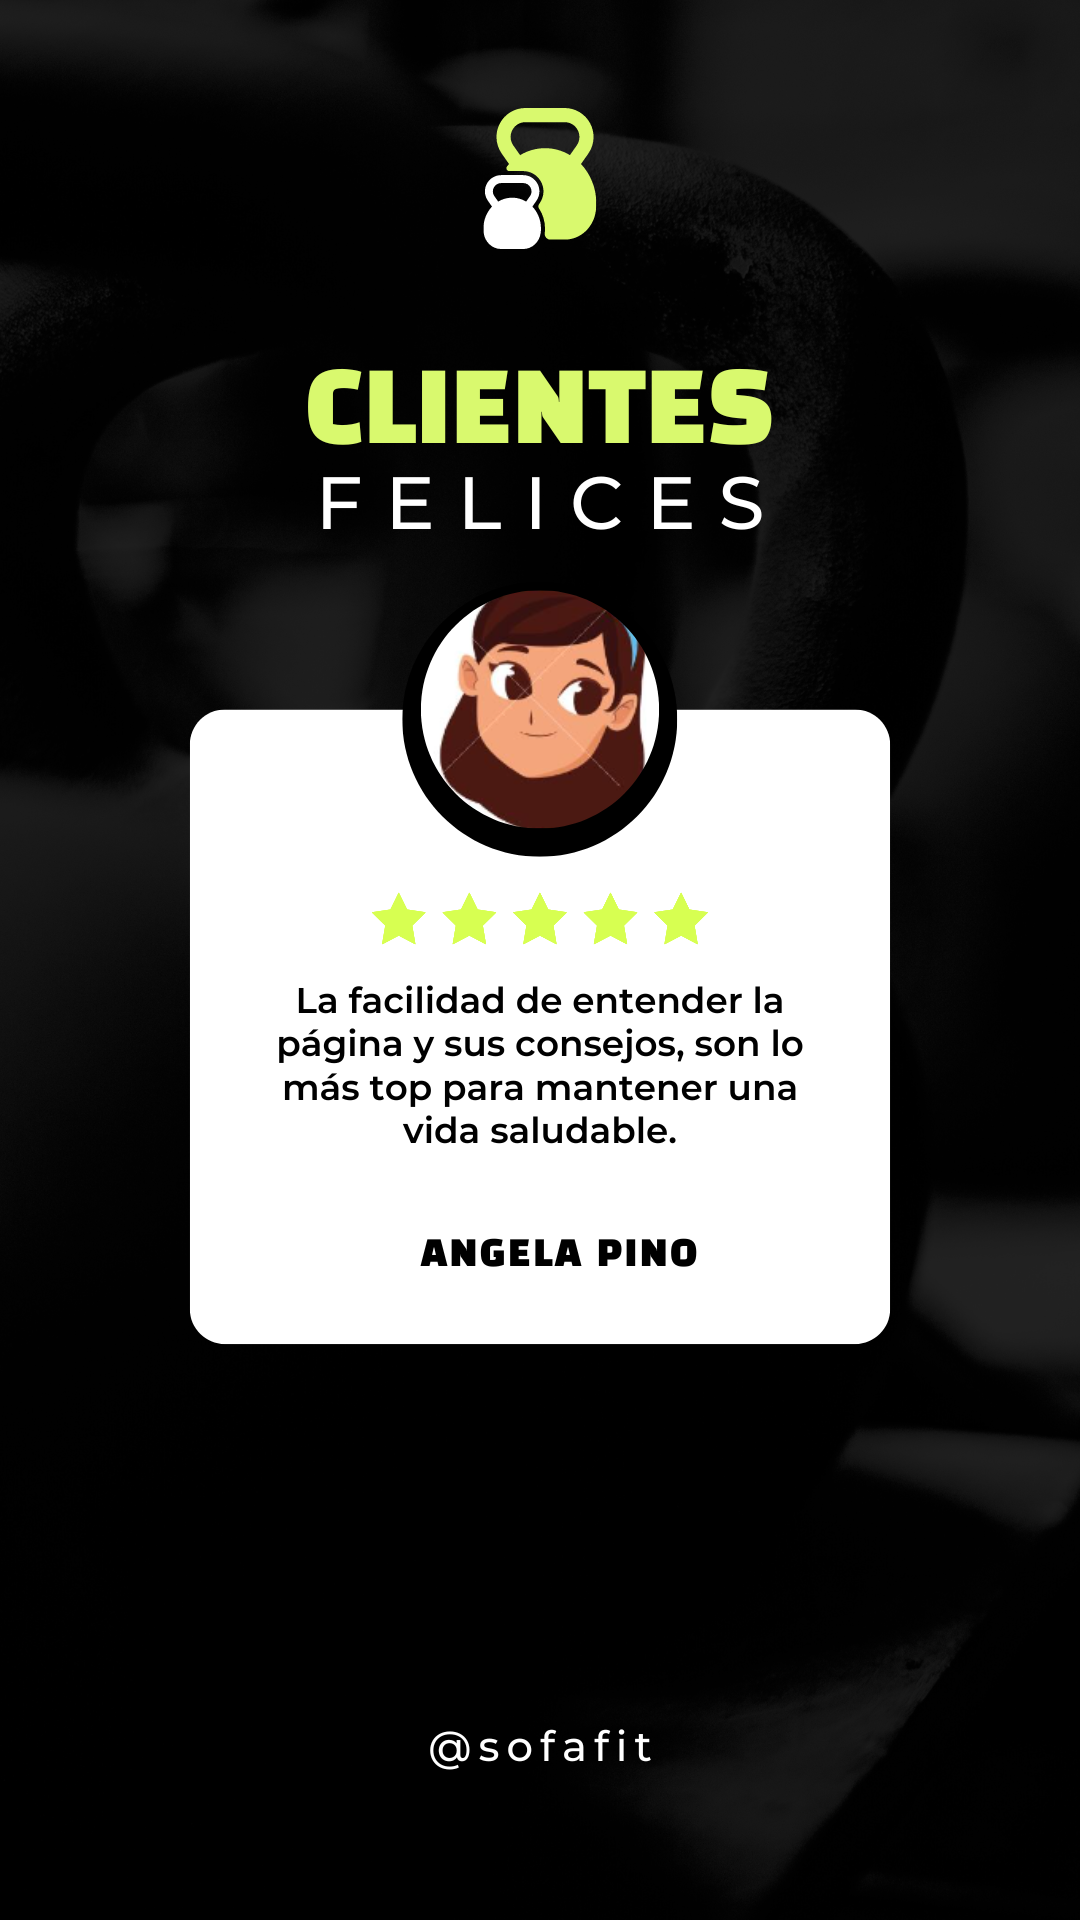 CLIENTES
FELICES
La facilidad de entender la
página y sus consejos, son lo
más top para mantener una
vida saludable.
ANGELA PINO
@sofafit